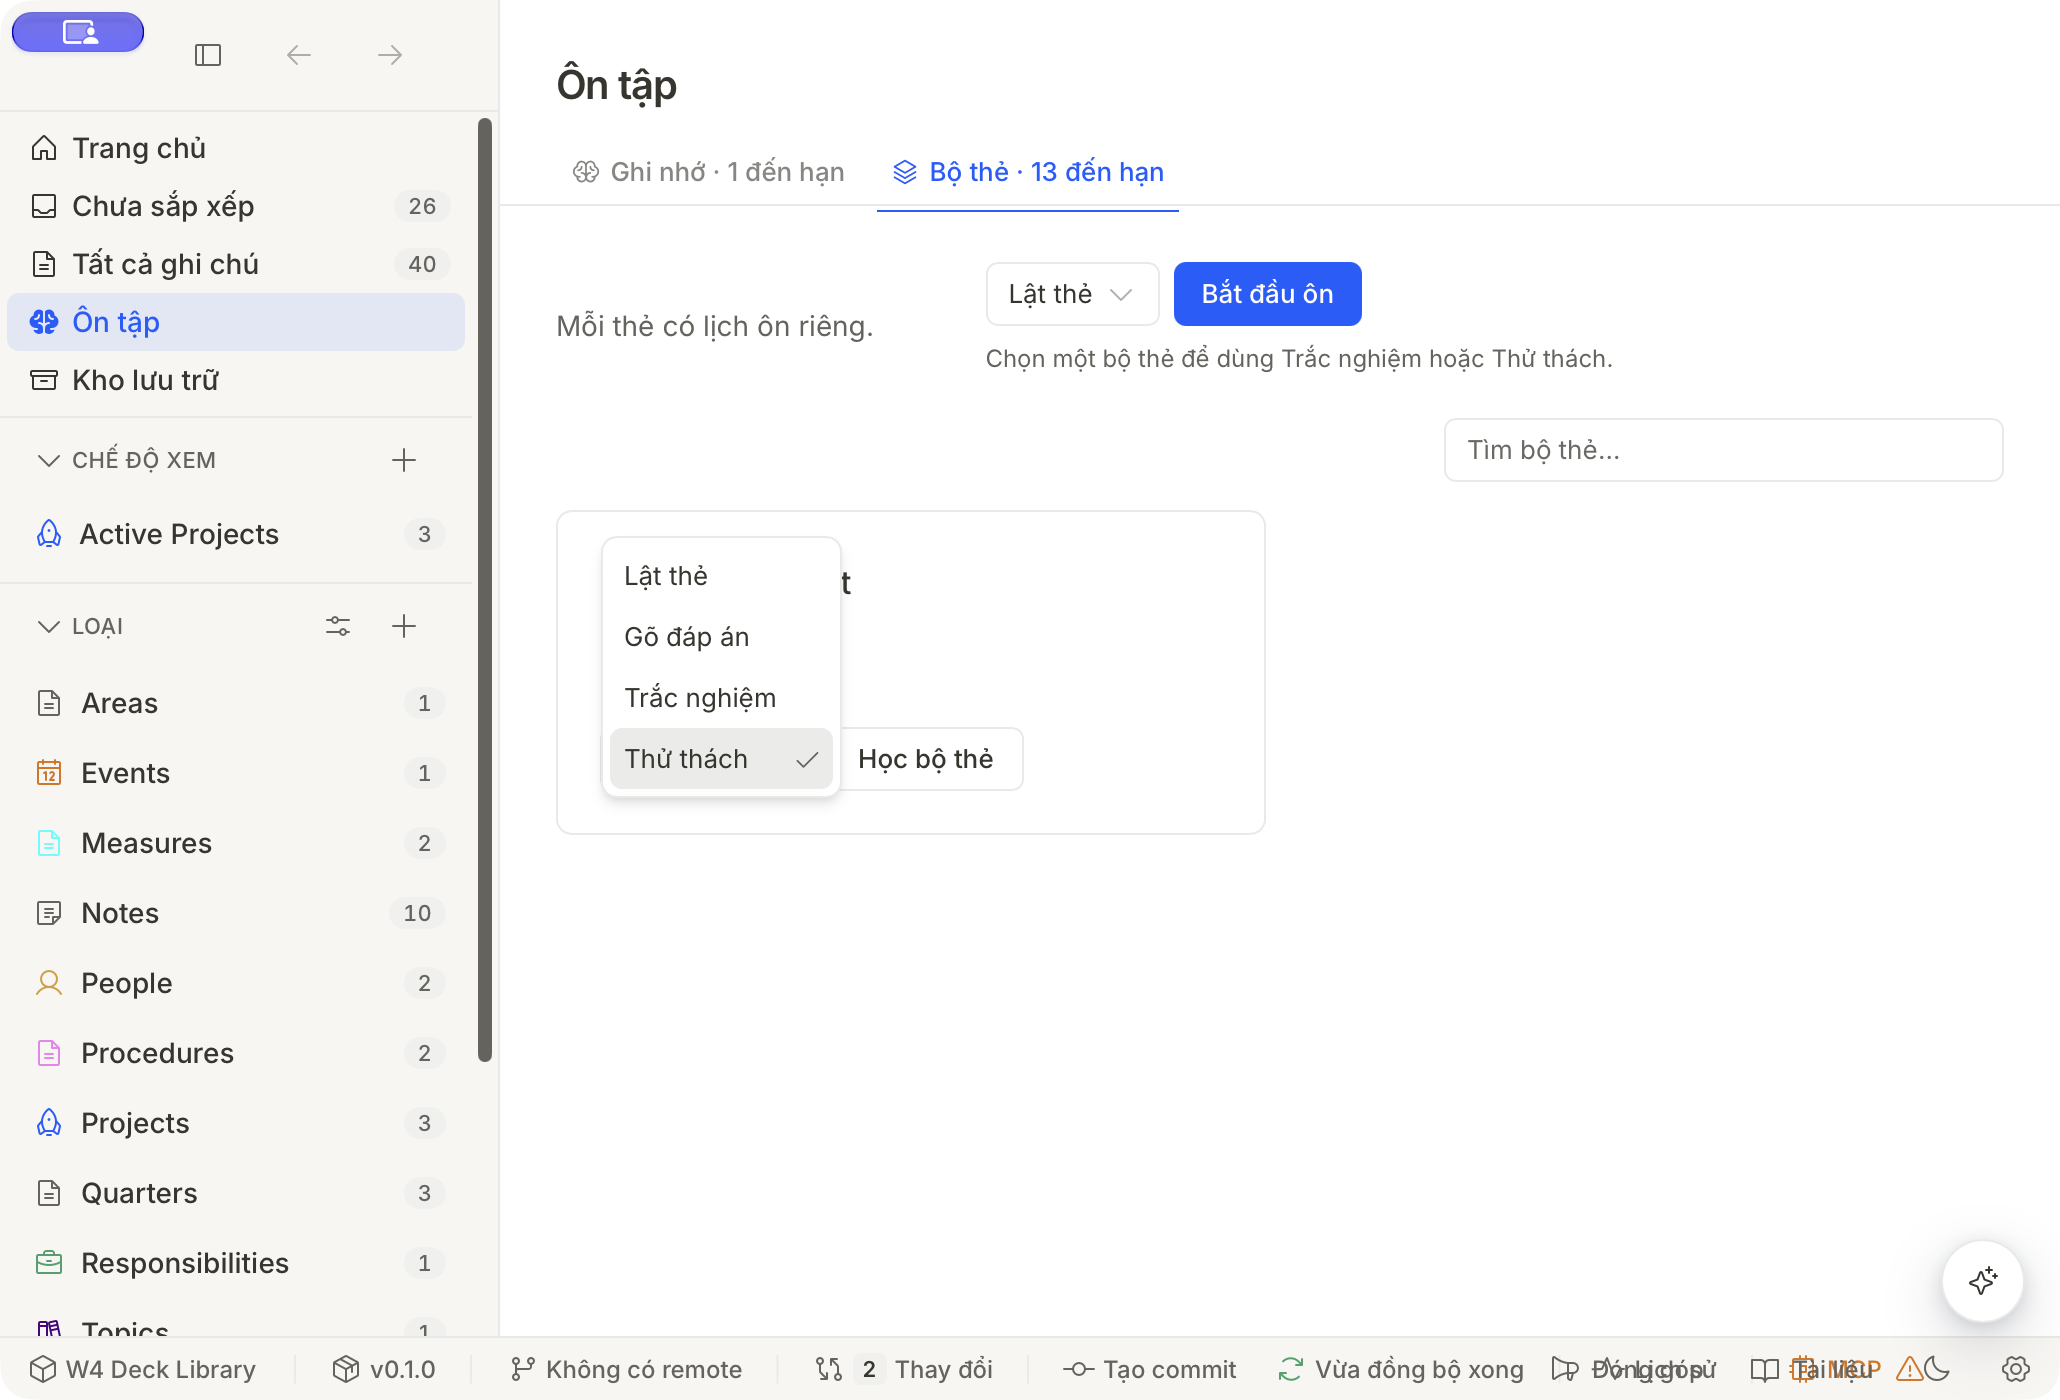 Ôn tập
Ghi nhớ · 1 đến hạn
Bộ thẻ · 13 đến hạn
Trang chủ
Chưa sắp xếp 26
Tất cả ghi chú 40
Ôn tập
Kho lưu trữ
CHẾ ĐỘ XEM
Active Projects 3
LOẠI
Areas 1
Events 1
Measures 2
Notes 10
People 2
Procedures 2
Projects 3
Quarters 3
Responsibilities 1
Topics 1
Mỗi thẻ có lịch ôn riêng.
Lật thẻ
Bắt đầu ôn
Chọn một bộ thẻ để dùng Trắc nghiệm hoặc Thử thách.
Tìm bộ thẻ...
Lật thẻ
Gõ đáp án
Trắc nghiệm
Thử thách
Học bộ thẻ
W4 Deck Library
v0.1.0
Không có remote
2 Thay đổi
Tạo commit
Vừa đồng bộ xong